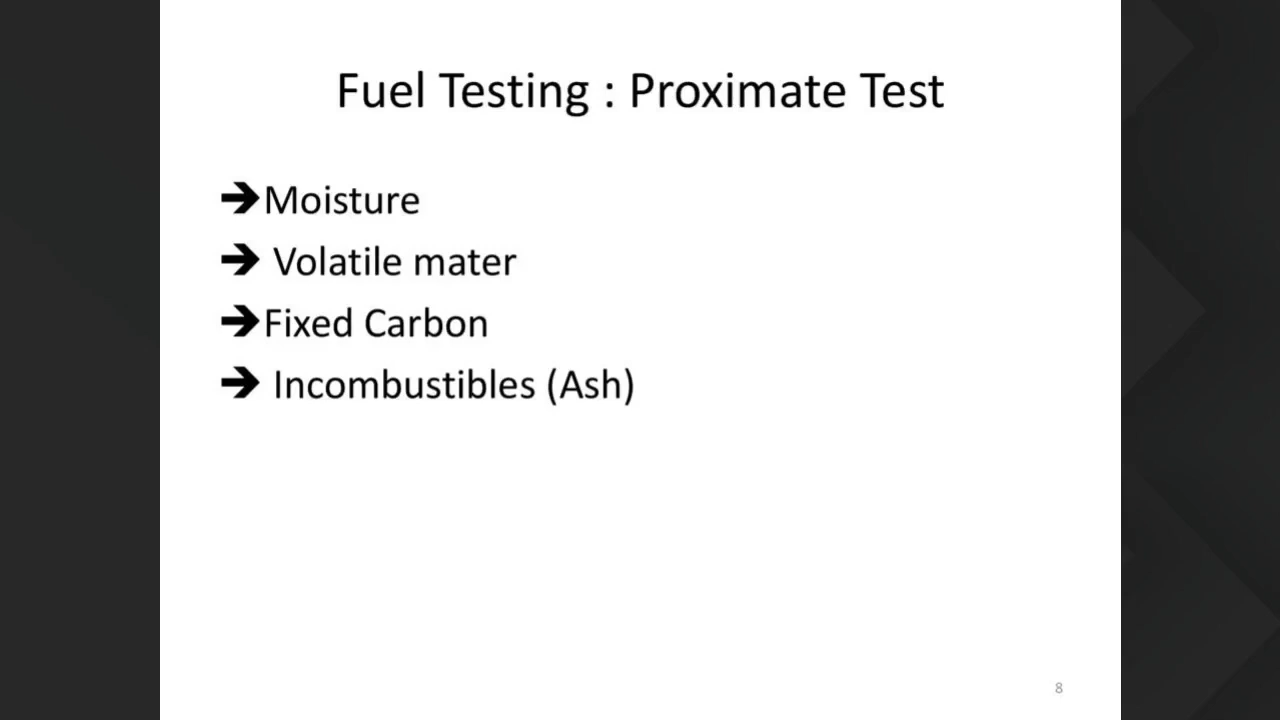 Fuel Testing : Proximate Test
➔Moisture
➔ Volatile mater
➔Fixed Carbon
➔ Incombustibles (Ash)
8